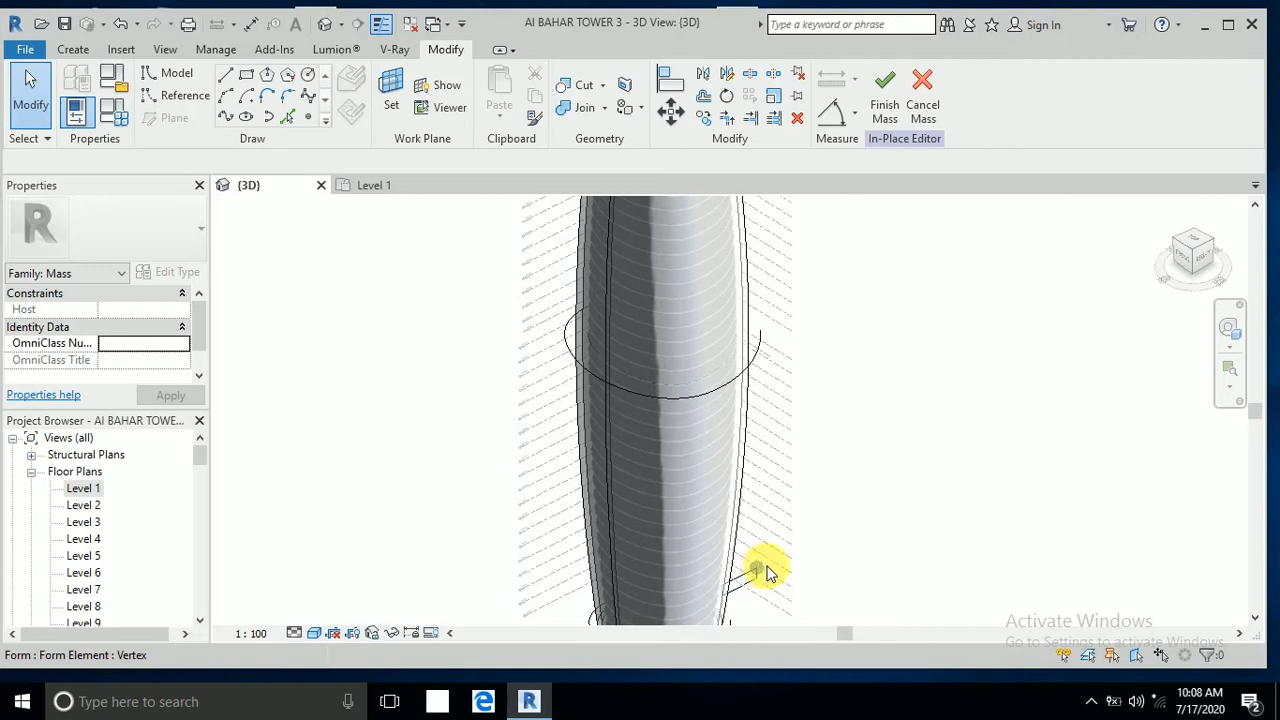 AI BAHAR TOWER 3 - 3D View: {3D}
Type a keyword or phrase
Sign In
File
Create
Insert
View
Manage
Add-Ins
Lumion®
V-Ray
Modify
Modify
Select
Properties
Model
Reference
Plane
Draw
Set
Show
Viewer
Work Plane
Paste
Clipboard
Cut
Join
Geometry
Modify
Measure
Finish
Mass
Cancel
Mass
In-Place Editor
Properties
{3D}
Level 1
R
Family: Mass
Edit Type
Constraints
Host
Identity Data
OmniClass Nu...
OmniClass Title
Properties help
Apply
Project Browser - AI BAHAR TOWE...
Views (all)
Structural Plans
Floor Plans
Level 1
Level 2
Level 3
Level 4
Level 5
Level 6
Level 7
Level 8
Level 9
1 : 100
Activate Windows
Go to Settings to activate Windows.
Form : Form Element : Vertex
:0
Type here to search
R
10:08 AM
7/17/2020
2